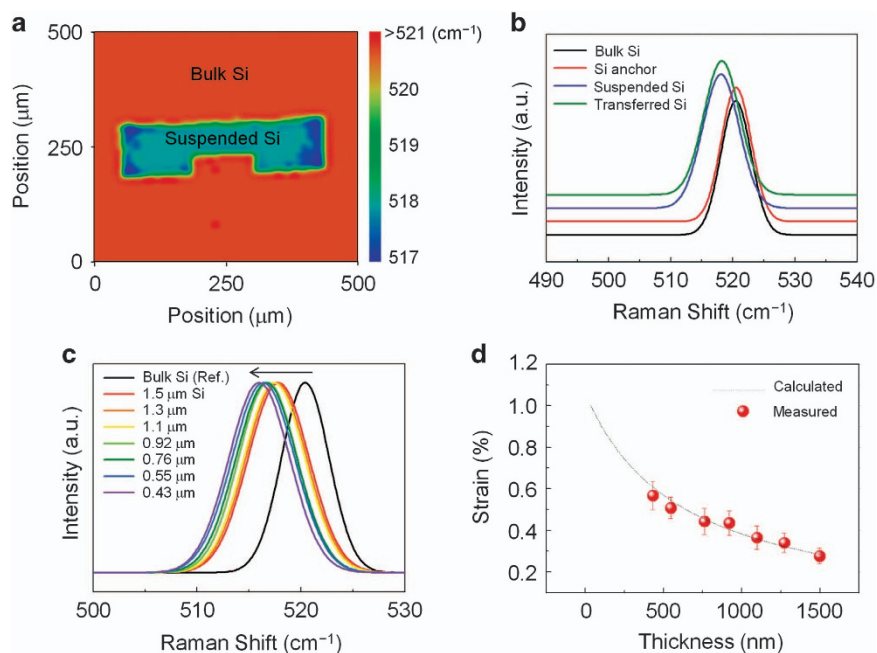 a
500
250
0
Position (μm)
0
250
500
Position (μm)
Bulk Si
Suspended Si
>521 (cm⁻¹)
520
519
518
517
b
Bulk Si
Si anchor
Suspended Si
Transferred Si
Intensity (a.u.)
490
500
510
520
530
540
Raman Shift (cm⁻¹)
c
Bulk Si (Ref.)
1.5 μm Si
1.3 μm
1.1 μm
0.92 μm
0.76 μm
0.55 μm
0.43 μm
Intensity (a.u.)
500
510
520
530
Raman Shift (cm⁻¹)
d
1.2
1.0
0.8
0.6
0.4
0.2
Strain (%)
Calculated
Measured
0
500
1000
1500
Thickness (nm)